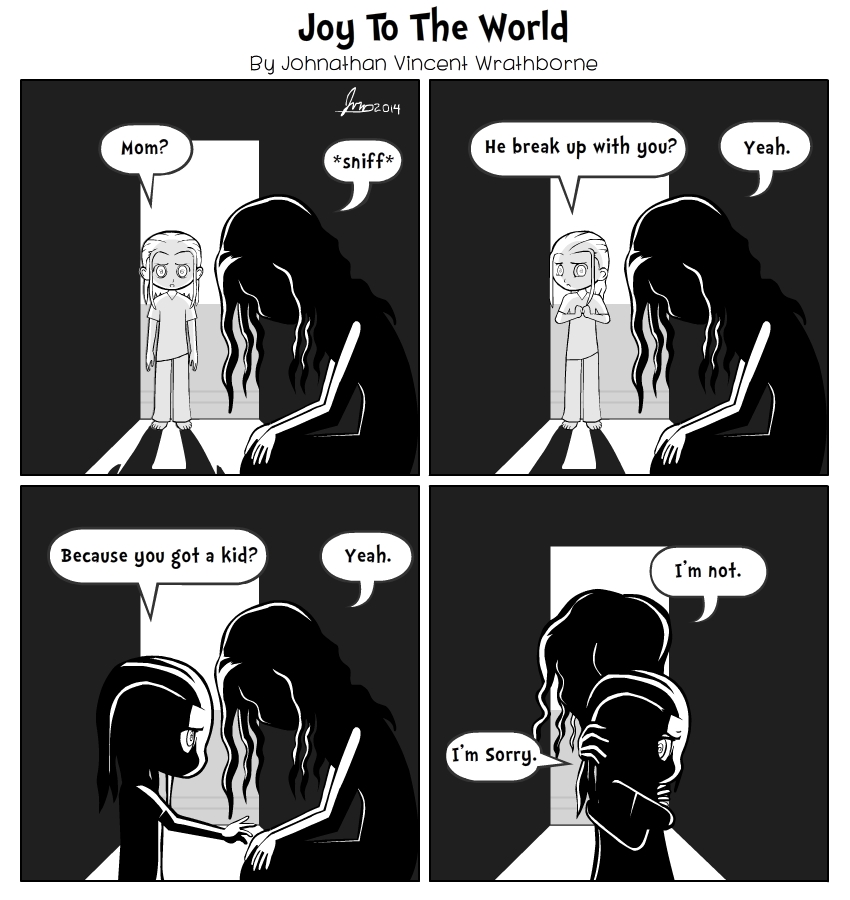 Joy To The World
By Johnathan Vincent Wrathborne
2014
Mom?
*sniff*
He break up with you?
Yeah.
Because you got a kid?
Yeah.
I'm not.
I'm Sorry.